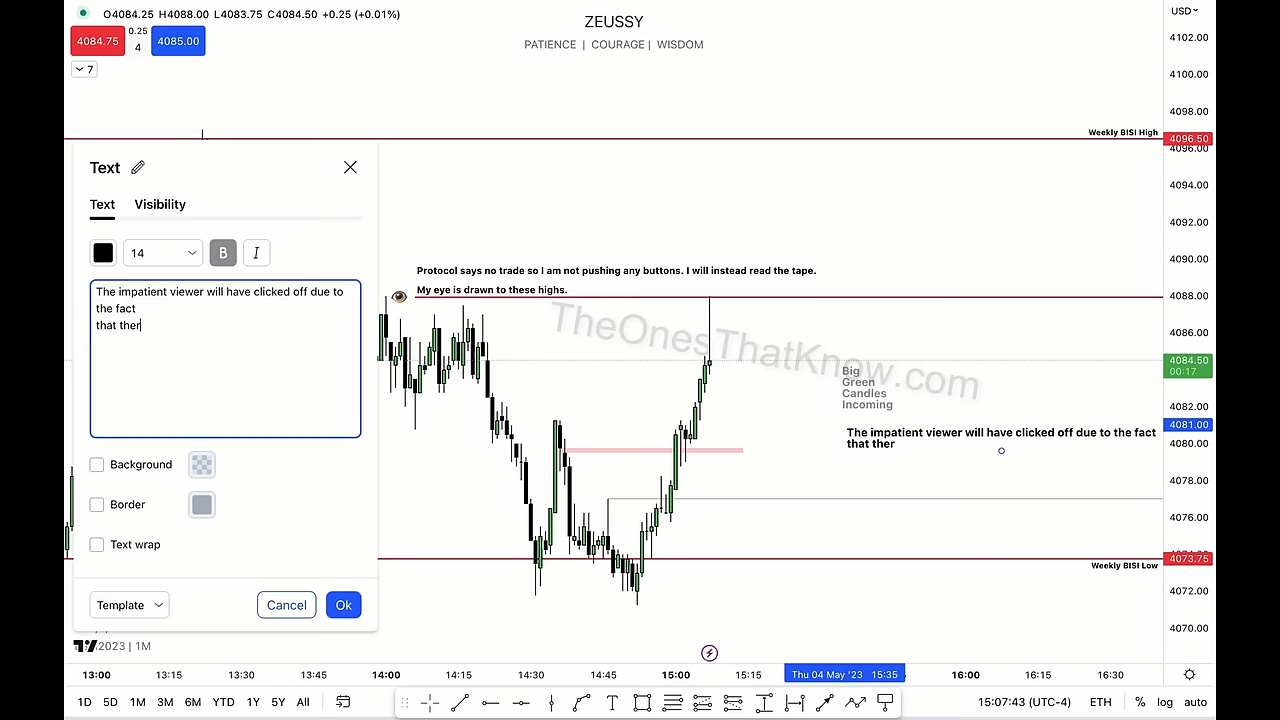 O4084.25 H4088.00 L4083.75 C4084.50 +0.25 (+0.01%)
ZEUSSY
PATIENCE | COURAGE | WISDOM
USD
4084.75
0.25
4
4085.00
7
4102.00
4100.00
4098.00
Weekly BISI High
4096.50
4096.00
4094.00
4092.00
4090.00
4088.00
4086.00
4084.50
00:17
4082.00
4081.00
4080.00
4078.00
4076.00
4073.75
4072.00
4070.00
Text
Text
Visibility
14
B
I
The impatient viewer will have clicked off due to
the fact
that ther
Background
Border
Text wrap
Template
Cancel
Ok
Protocol says no trade so I am not pushing any buttons. I will instead read the tape.
My eye is drawn to these highs.
TheOnesThatKnow.com
Big
Green
Candles
Incoming
The impatient viewer will have clicked off due to the fact
that ther
Weekly BISI Low
2023 | 1M
13:00
13:15
13:30
13:45
14:00
14:15
14:30
14:45
15:00
15:15
Thu 04 May '23 15:35
16:00
16:15
16:30
1D
5D
1M
3M
6M
YTD
1Y
5Y
All
15:07:43 (UTC-4)
ETH
%
log
auto